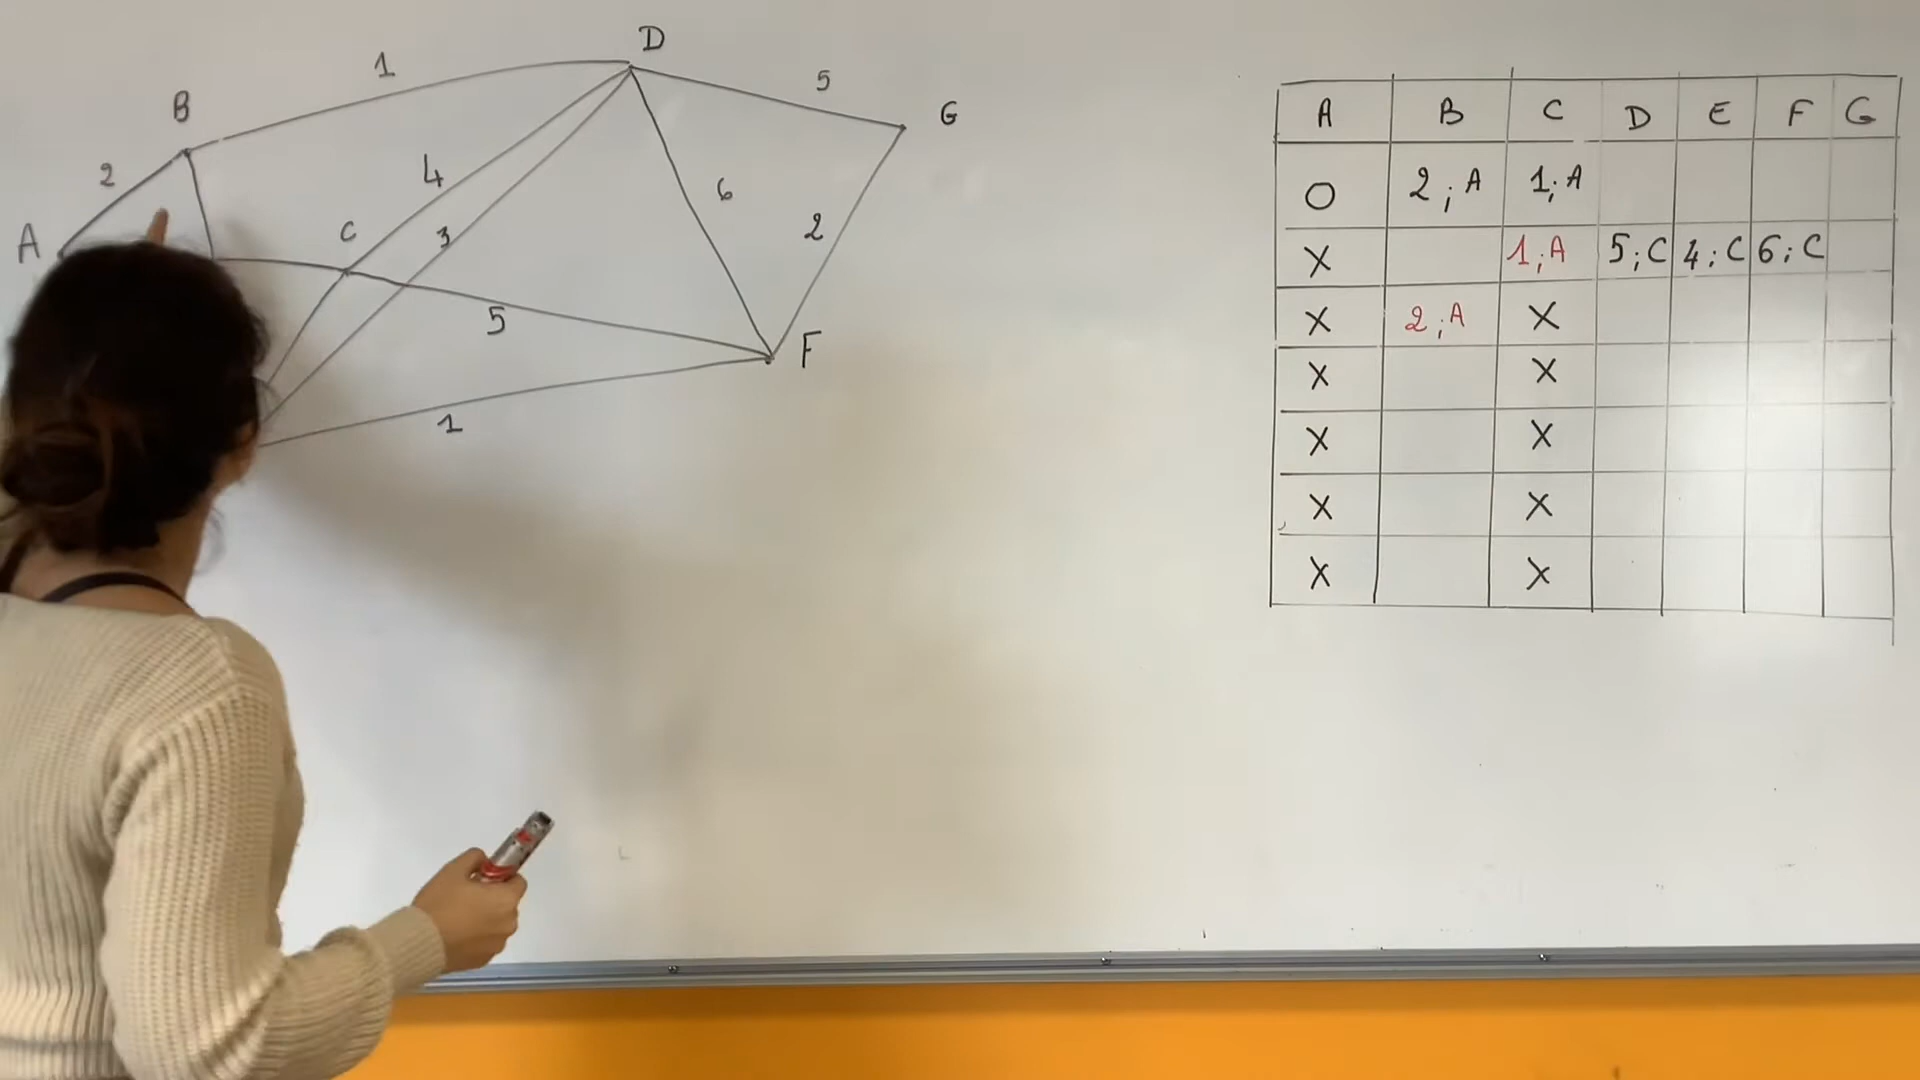 D
1
5
B
G
2
4
6
A
C
3
2
5
F
1
A B C D E F G
0 2;A 1;A
X 1;A 5;C 4;C 6;C
X 2;A X
X X
X X
X X
X X